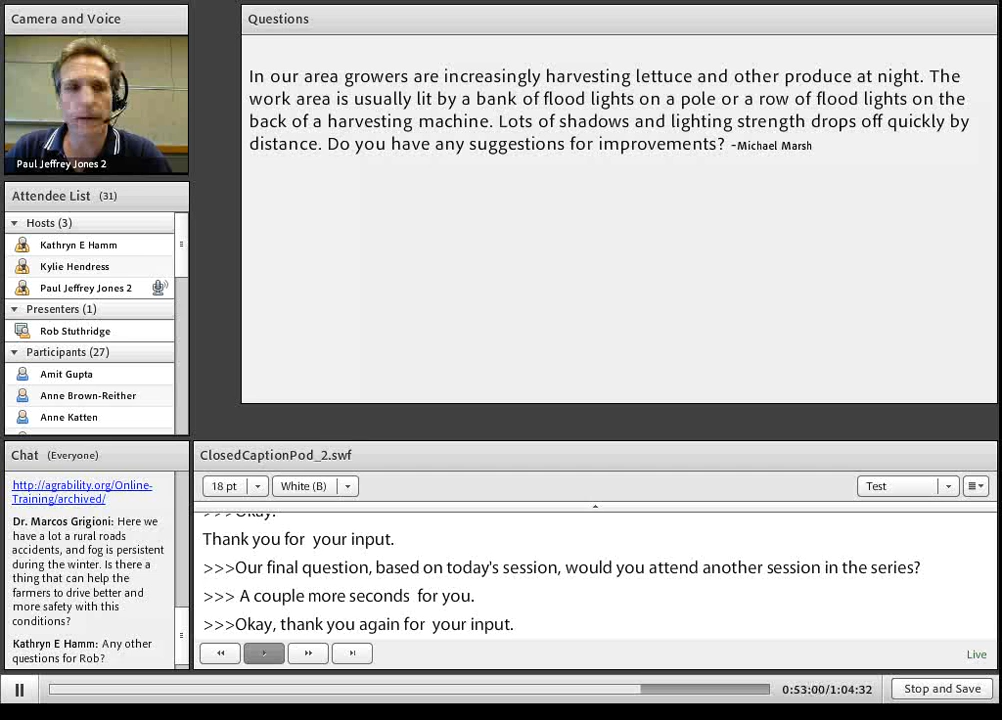 Camera and Voice
Paul Jeffrey Jones 2
Attendee List (31)
Hosts (3)
Kathryn E Hamm
Kylie Hendress
Paul Jeffrey Jones 2
Presenters (1)
Rob Stuthridge
Participants (27)
Amit Gupta
Anne Brown-Reither
Anne Katten
Chat (Everyone)
http://agrability.org/Online-
Training/archived/
Dr. Marcos Grigioni: Here we
have a lot a rural roads
accidents, and fog is persistent
during the winter. Is there a
thing that can help the
farmers to drive better and
more safety with this
conditions?
Kathryn E Hamm: Any other
questions for Rob?
Questions
In our area growers are increasingly harvesting lettuce and other produce at night. The
work area is usually lit by a bank of flood lights on a pole or a row of flood lights on the
back of a harvesting machine. Lots of shadows and lighting strength drops off quickly by
distance. Do you have any suggestions for improvements? -Michael Marsh
ClosedCaptionPod_2.swf
18 pt White (B) Test
>>>Okay.
Thank you for your input.
>>>Our final question, based on today's session, would you attend another session in the series?
>>> A couple more seconds for you.
>>>Okay, thank you again for your input.
Live
0:53:00/1:04:32 Stop and Save